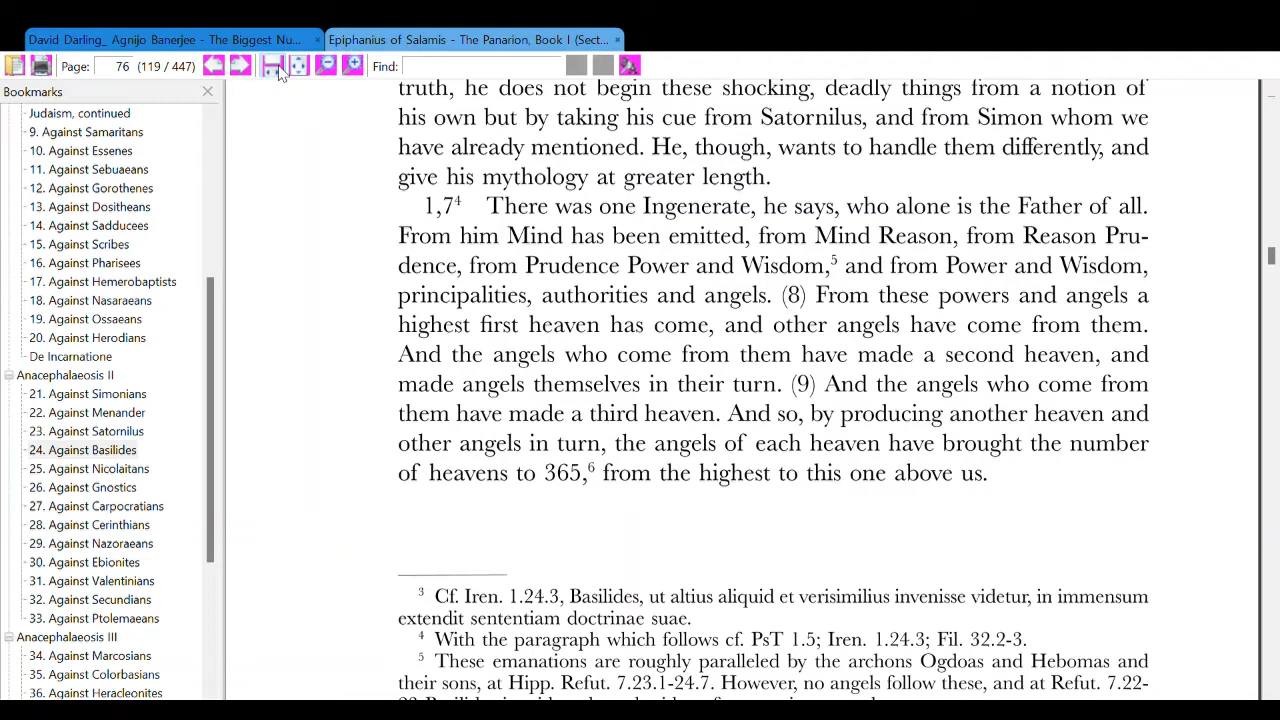 David Darling_ Agnijo Banerjee - The Biggest Nu...
Epiphanius of Salamis - The Panarion, Book I (Sect...
Page: 76 (119 / 447)
Find:
Bookmarks
Judaism, continued
9. Against Samaritans
10. Against Essenes
11. Against Sebuaeans
12. Against Gorothenes
13. Against Dositheans
14. Against Sadducees
15. Against Scribes
16. Against Pharisees
17. Against Hemerobaptists
18. Against Nasaraeans
19. Against Ossaeans
20. Against Herodians
De Incarnatione
Anacephalaeosis II
21. Against Simonians
22. Against Menander
23. Against Satornilus
24. Against Basilides
25. Against Nicolaitans
26. Against Gnostics
27. Against Carpocratians
28. Against Cerinthians
29. Against Nazoraeans
30. Against Ebionites
31. Against Valentinians
32. Against Secundians
33. Against Ptolemaeans
Anacephalaeosis III
34. Against Marcosians
35. Against Colorbasians
36. Against Heracleonites
truth, he does not begin these shocking, deadly things from a notion of
his own but by taking his cue from Satornilus, and from Simon whom we
have already mentioned. He, though, wants to handle them differently, and
give his mythology at greater length.
1,7⁴ There was one Ingenerate, he says, who alone is the Father of all.
From him Mind has been emitted, from Mind Reason, from Reason Pru-
dence, from Prudence Power and Wisdom,⁵ and from Power and Wisdom,
principalities, authorities and angels. (8) From these powers and angels a
highest first heaven has come, and other angels have come from them.
And the angels who come from them have made a second heaven, and
made angels themselves in their turn. (9) And the angels who come from
them have made a third heaven. And so, by producing another heaven and
other angels in turn, the angels of each heaven have brought the number
of heavens to 365,⁶ from the highest to this one above us.
³ Cf. Iren. 1.24.3, Basilides, ut altius aliquid et verisimilius invenisse videtur, in immensum
extendit sententiam doctrinae suae.
⁴ With the paragraph which follows cf. PsT 1.5; Iren. 1.24.3; Fil. 32.2-3.
⁵ These emanations are roughly paralleled by the archons Ogdoas and Hebomas and
their sons, at Hipp. Refut. 7.23.1-24.7. However, no angels follow these, and at Refut. 7.22-